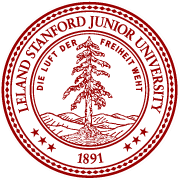 LELAND STANFORD JUNIOR UNIVERSITY
DIE LUFT DER FREIHEIT WEHT
1891